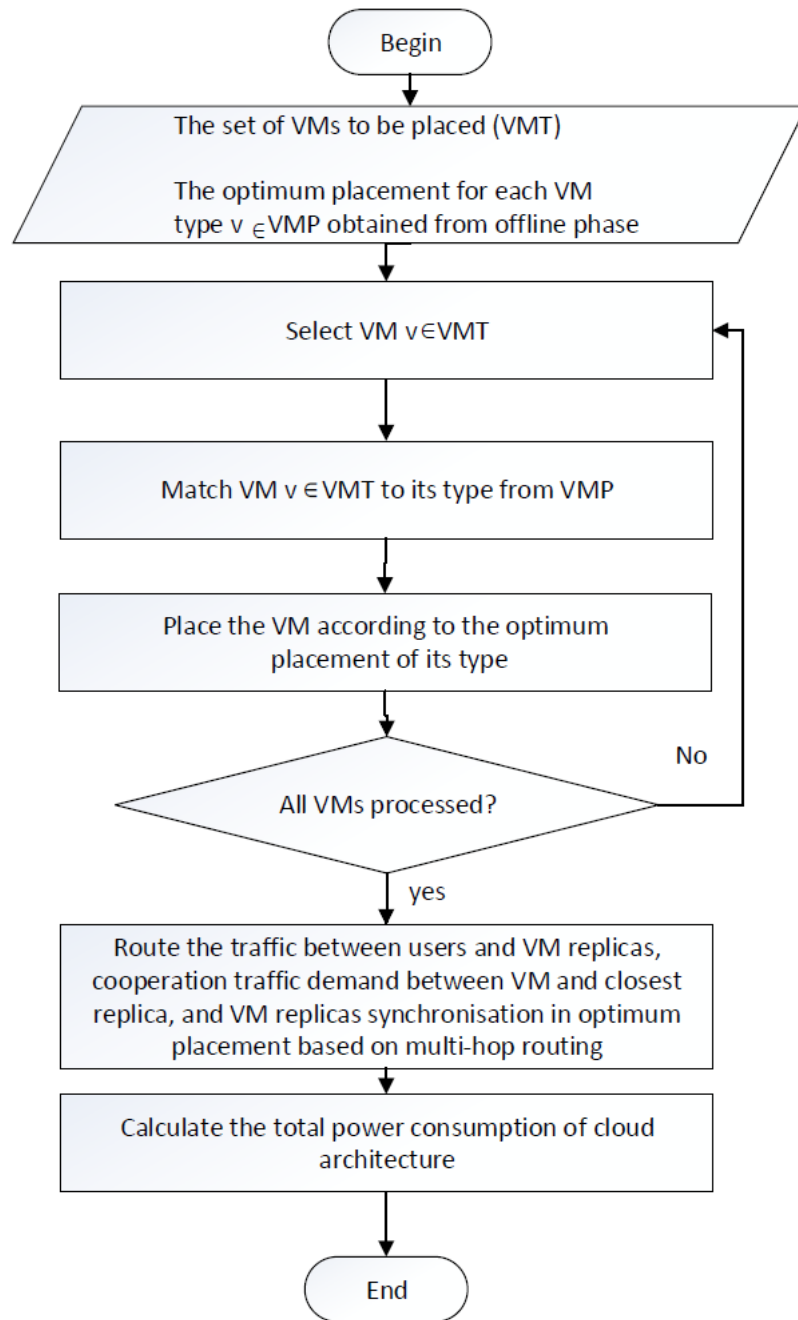 Begin
The set of VMs to be placed (VMT)
The optimum placement for each VM
type v ∈VMP obtained from offline phase
Select VM v∈VMT
Match VM v ∈VMT to its type from VMP
Place the VM according to the optimum
placement of its type
No
All VMs processed?
yes
Route the traffic between users and VM replicas,
cooperation traffic demand between VM and closest
replica, and VM replicas synchronisation in optimum
placement based on multi-hop routing
Calculate the total power consumption of cloud
architecture
End